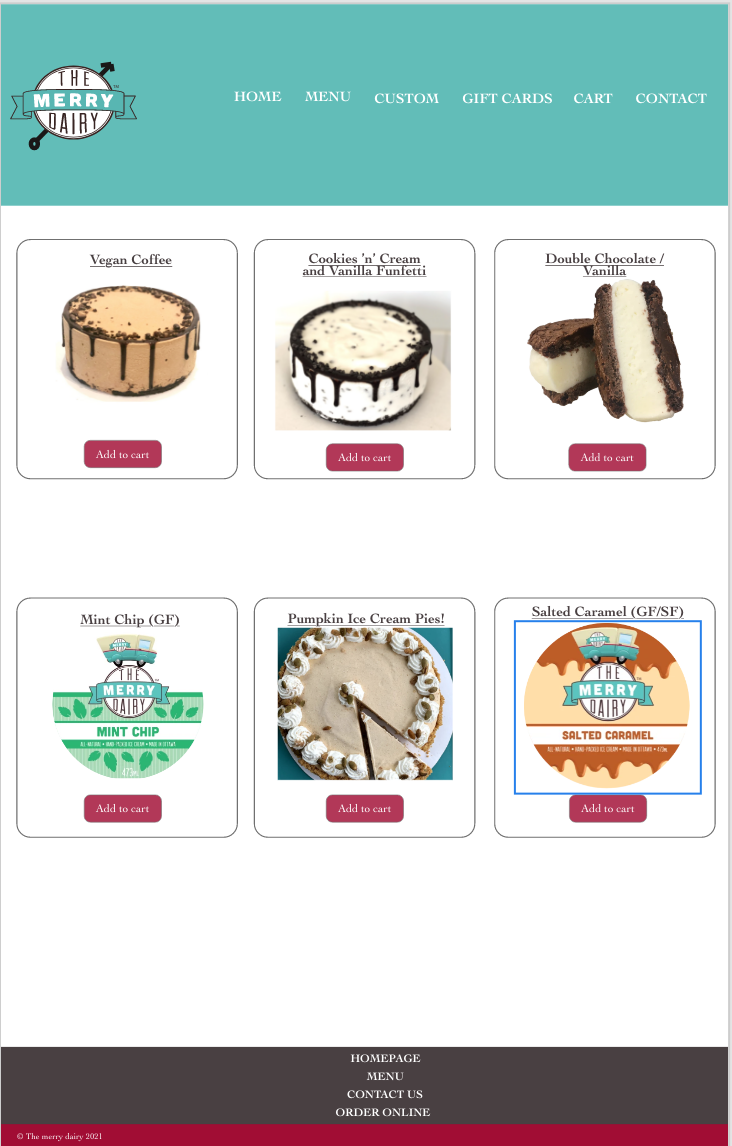 THE
MERRY
DAIRY
HOME MENU CUSTOM GIFT CARDS CART CONTACT
Vegan Coffee
Cookies 'n' Cream
and Vanilla Funfetti
Double Chocolate /
Vanilla
Add to cart
Add to cart
Add to cart
Mint Chip (GF)
Pumpkin Ice Cream Pies!
Salted Caramel (GF/SF)
THE
MERRY
DAIRY
MINT CHIP
ALL-NATURAL • HAND-PACKED ICE CREAM • MADE IN OTTAWA
473mL
THE
MERRY
DAIRY
SALTED CARAMEL
ALL-NATURAL • HAND-PACKED ICE CREAM • MADE IN OTTAWA • 473mL
Add to cart
Add to cart
Add to cart
HOMEPAGE
MENU
CONTACT US
ORDER ONLINE
© The merry dairy 2021